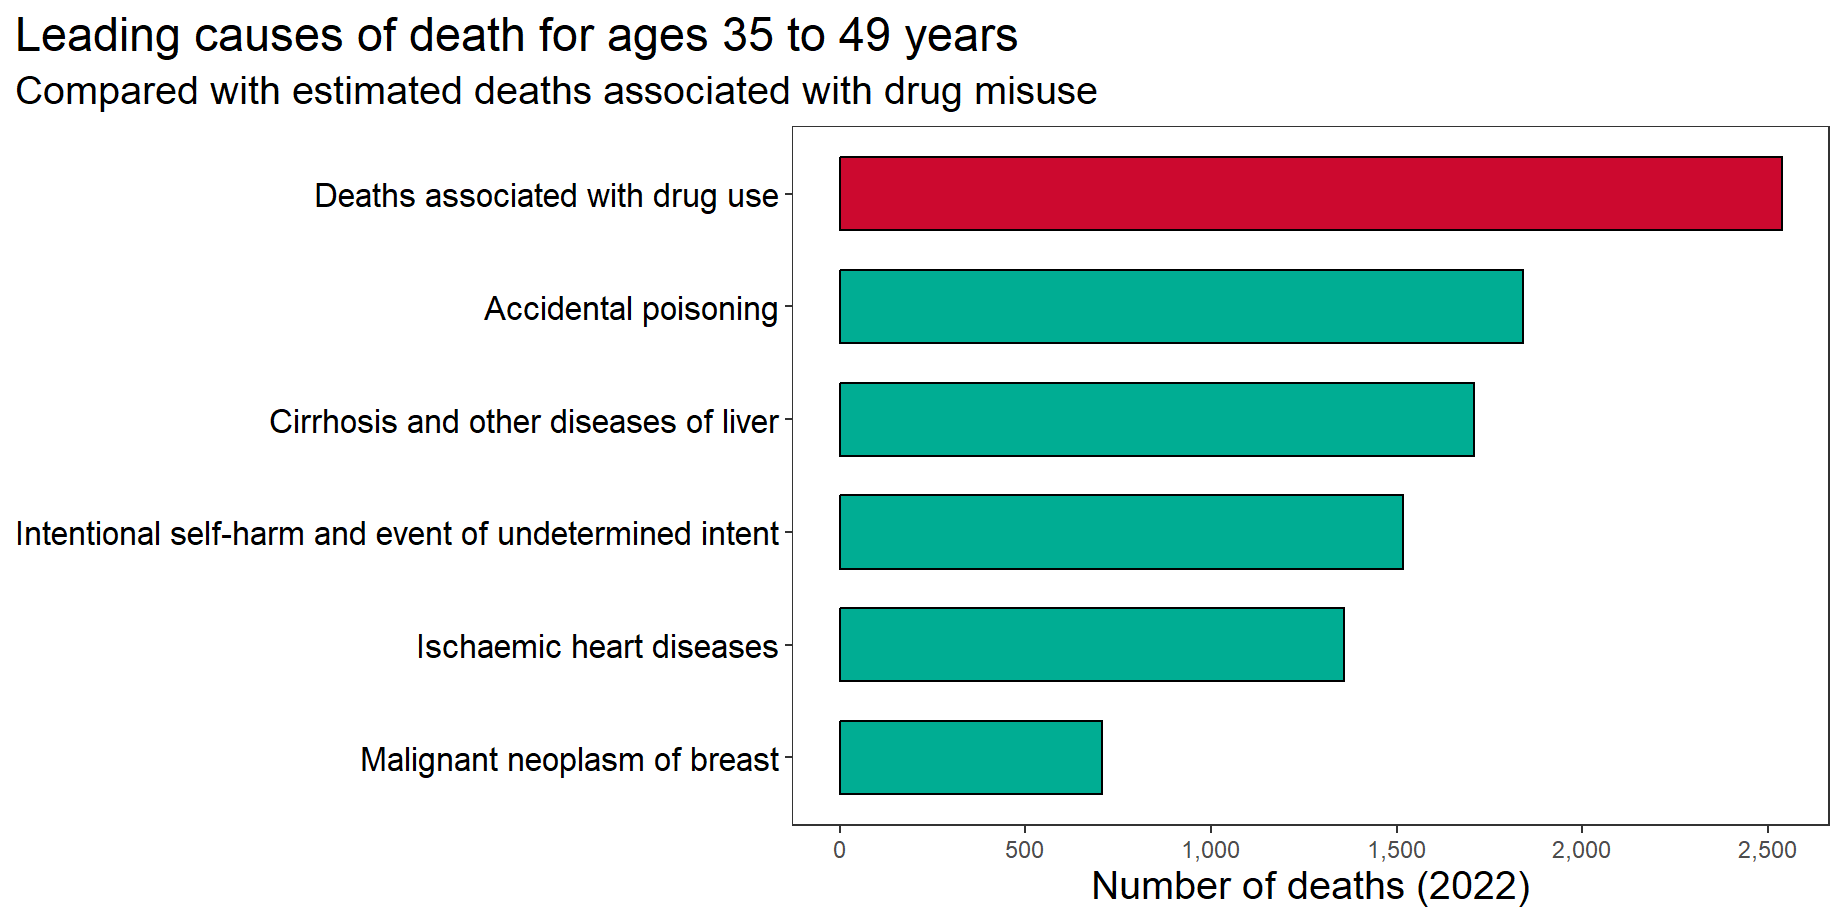 Leading causes of death for ages 35 to 49 years
Compared with estimated deaths associated with drug misuse
Deaths associated with drug use
Accidental poisoning
Cirrhosis and other diseases of liver
Intentional self-harm and event of undetermined intent
Ischaemic heart diseases
Malignant neoplasm of breast
0 500 1,000 1,500 2,000 2,500
Number of deaths (2022)